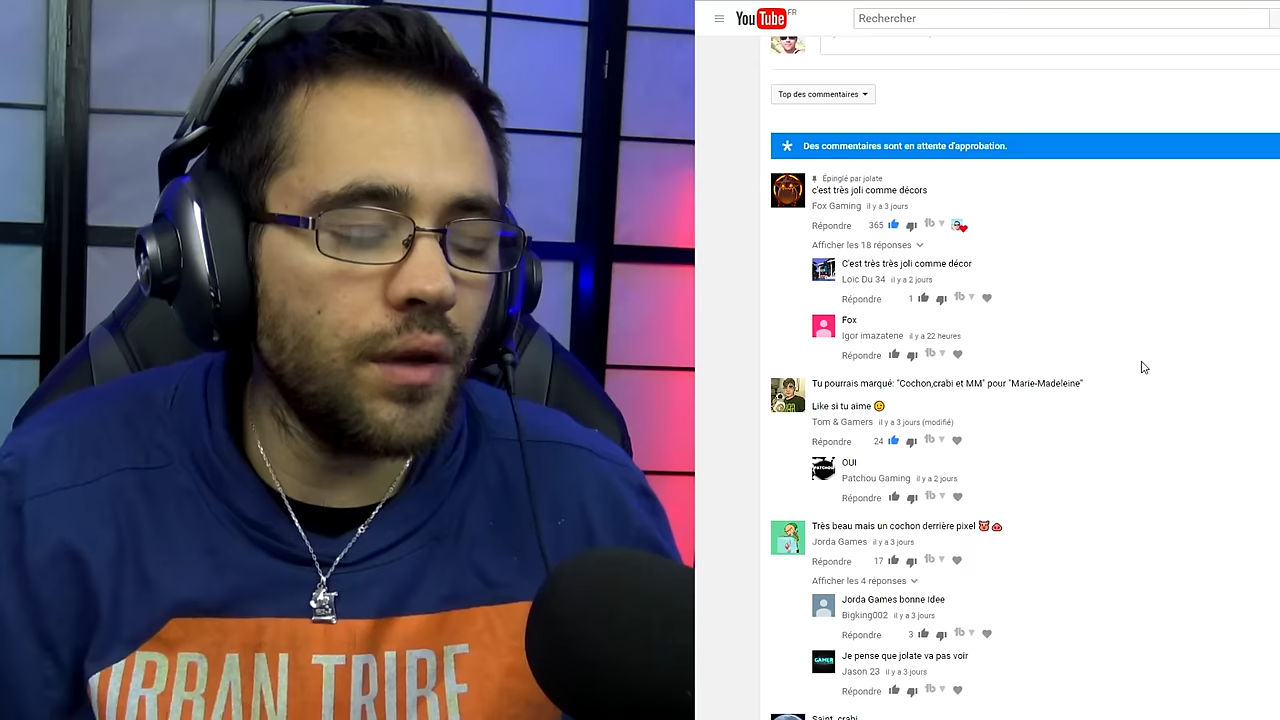 URBAN TRIBE
YouTube FR
Rechercher
Top des commentaires
Des commentaires sont en attente d'approbation.
Épinglé par jolate
c'est très joli comme décors
Fox Gaming il y a 3 jours
Répondre 365
Afficher les 18 réponses
C'est très très joli comme décor
Loic Du 34 il y a 2 jours
Répondre 1
Fox
Igor imazatene il y a 22 heures
Répondre
Tu pourrais marqué: "Cochon,crabi et MM" pour "Marie-Madeleine"
Like si tu aime
Tom & Gamers il y a 3 jours (modifié)
Répondre 24
OUI
Patchou Gaming il y a 2 jours
Répondre
Très beau mais un cochon derrière pixel
Jorda Games il y a 3 jours
Répondre 17
Afficher les 4 réponses
Jorda Games bonne Idee
Bigking002 il y a 3 jours
Répondre 3
Je pense que jolate va pas voir
Jason 23 il y a 3 jours
Répondre
Saint_crabi